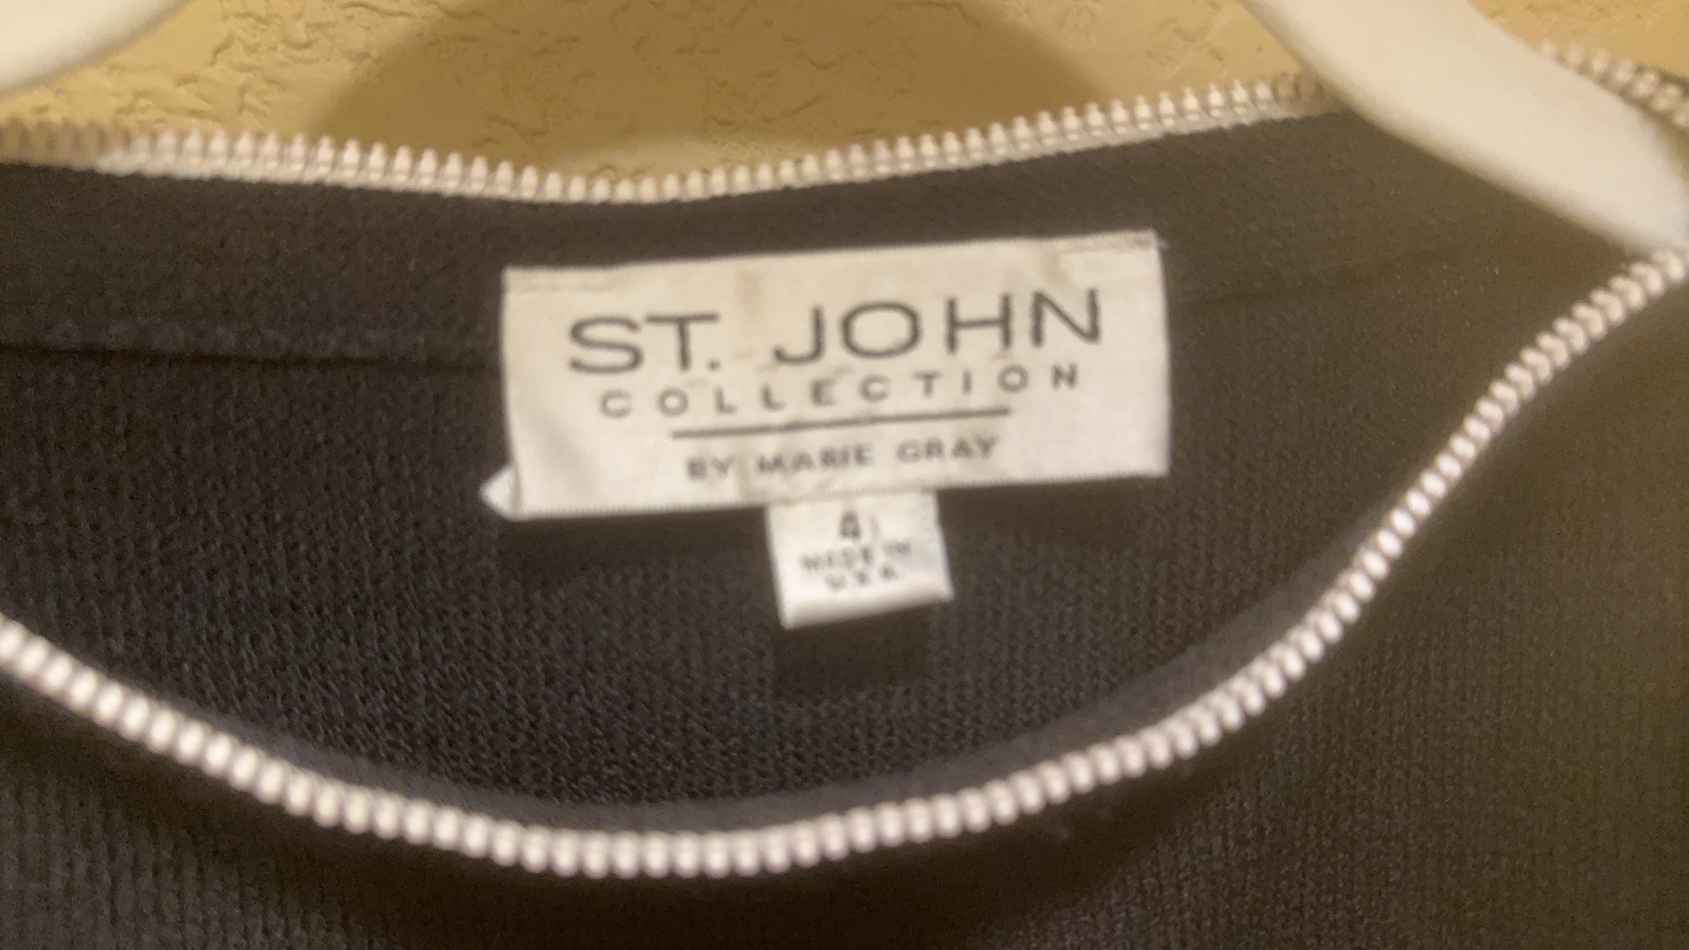 ST. JOHN
COLLECTION
BY MARIE GRAY
4
MADE IN
U.S.A.